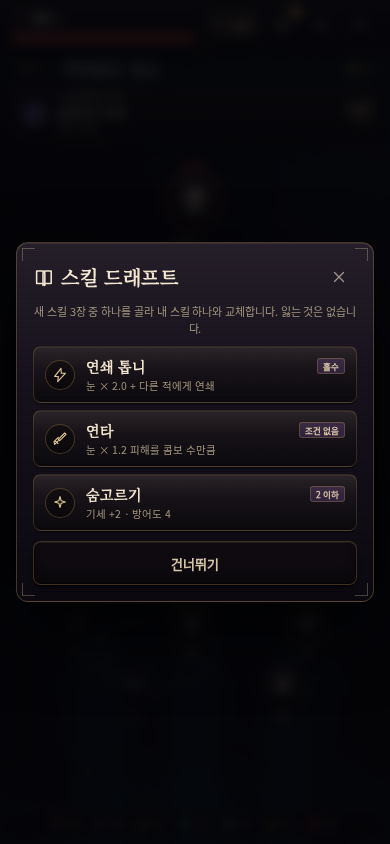 스킬 드래프트
새 스킬 3장 중 하나를 골라 내 스킬 하나와 교체합니다. 잃는 것은 없습니
다.
연쇄 톱니
홀수
눈 × 2.0 + 다른 적에게 연쇄
연타
조건 없음
눈 × 1.2 피해를 콤보 수만큼
숨고르기
2 이하
기세 +2 · 방어도 4
건너뛰기